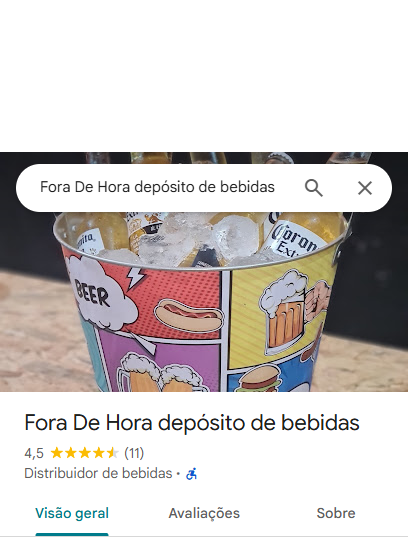 Fora De Hora depósito de bebidas
Corona
Extra
BEER
Fora De Hora depósito de bebidas
4,5 (11)
Distribuidor de bebidas ·
Visão geral Avaliações Sobre